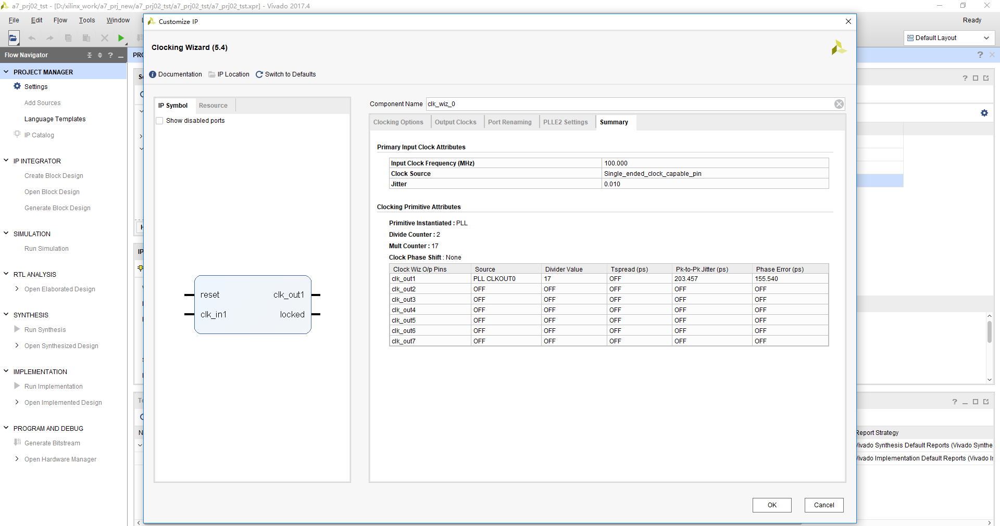 a7_prj02_tst - [D:/xilinx_work/a7_prj_new/a7_prj02_tst/a7_prj02_tst/a7_prj02_tst.xpr] - Vivado 2017.4
File Edit Flow Tools Window
Ready
Default Layout
Flow Navigator
PROJECT MANAGER
Settings
Add Sources
Language Templates
IP Catalog
IP INTEGRATOR
Create Block Design
Open Block Design
Generate Block Design
SIMULATION
Run Simulation
RTL ANALYSIS
Open Elaborated Design
SYNTHESIS
Run Synthesis
Open Synthesized Design
IMPLEMENTATION
Run Implementation
Open Implemented Design
PROGRAM AND DEBUG
Generate Bitstream
Open Hardware Manager
Customize IP
Clocking Wizard (5.4)
Documentation IP Location Switch to Defaults
IP Symbol Resource
Show disabled ports
reset clk_out1
clk_in1 locked
Component Name clk_wiz_0
Clocking Options Output Clocks Port Renaming PLLE2 Settings Summary
Primary Input Clock Attributes
Input Clock Frequency (MHz) 100.000
Clock Source Single_ended_clock_capable_pin
Jitter 0.010
Clocking Primitive Attributes
Primitive Instantiated : PLL
Divide Counter : 2
Mult Counter : 17
Clock Phase Shift : None
Clock Wiz O/p Pins Source Divider Value Tspread (ps) Pk-to-Pk Jitter (ps) Phase Error (ps)
clk_out1 PLL CLKOUT0 17 OFF 203.457 155.540
clk_out2 OFF OFF OFF OFF OFF
clk_out3 OFF OFF OFF OFF OFF
clk_out4 OFF OFF OFF OFF OFF
clk_out5 OFF OFF OFF OFF OFF
clk_out6 OFF OFF OFF OFF OFF
clk_out7 OFF OFF OFF OFF OFF
OK Cancel
Report Strategy
Vivado Synthesis Default Reports (Vivado Synthe
Vivado Implementation Default Reports (Vivado I